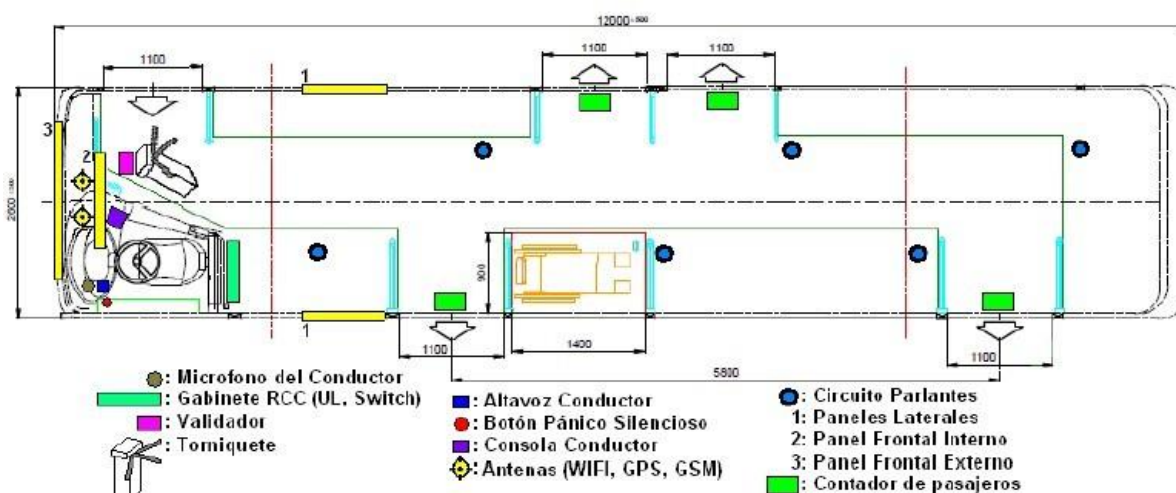 12000 ±500
1100
1100
1100
1
3
2
2600
900
1
1100
1400
1100
5800
: Microfono del Conductor
: Gabinete RCC (UL, Switch)
: Validador
: Torniquete
: Altavoz Conductor
: Botón Pánico Silencioso
: Consola Conductor
: Antenas (WIFI, GPS, GSM)
: Circuito Parlantes
1: Paneles Laterales
2: Panel Frontal Interno
3: Panel Frontal Externo
: Contador de pasajeros